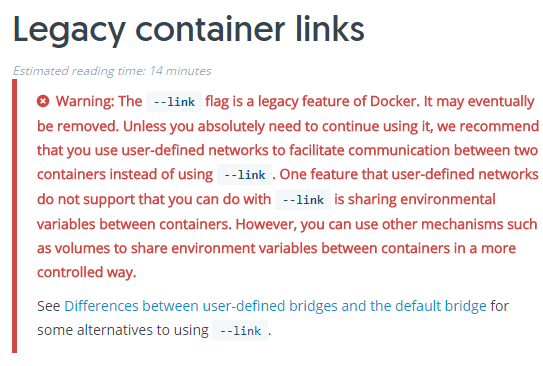 Legacy container links
Estimated reading time: 14 minutes
Warning: The --link flag is a legacy feature of Docker. It may eventually
be removed. Unless you absolutely need to continue using it, we recommend
that you use user-defined networks to facilitate communication between two
containers instead of using --link . One feature that user-defined networks
do not support that you can do with --link is sharing environmental
variables between containers. However, you can use other mechanisms such
as volumes to share environment variables between containers in a more
controlled way.
See Differences between user-defined bridges and the default bridge for
some alternatives to using --link .